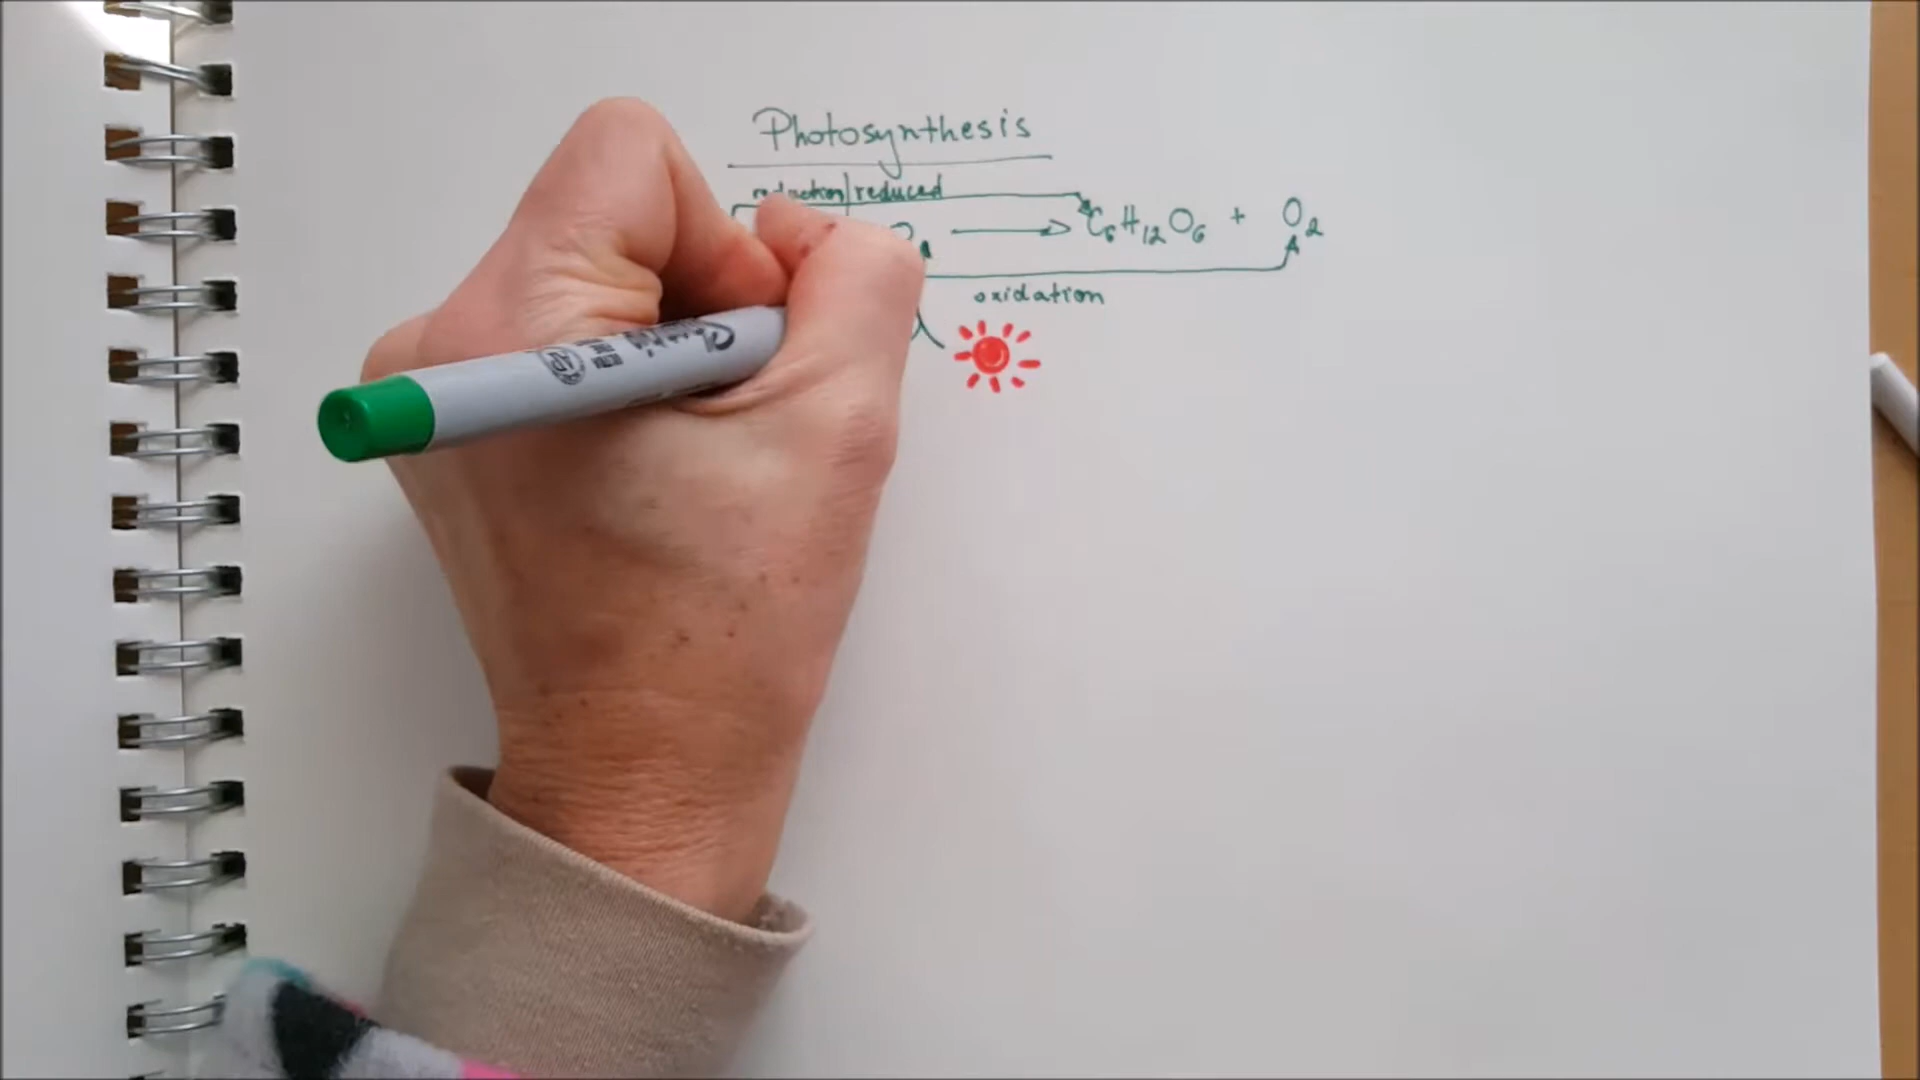 Photosynthesis
reduction/reduced
→ C6H12O6 + O2
oxidation